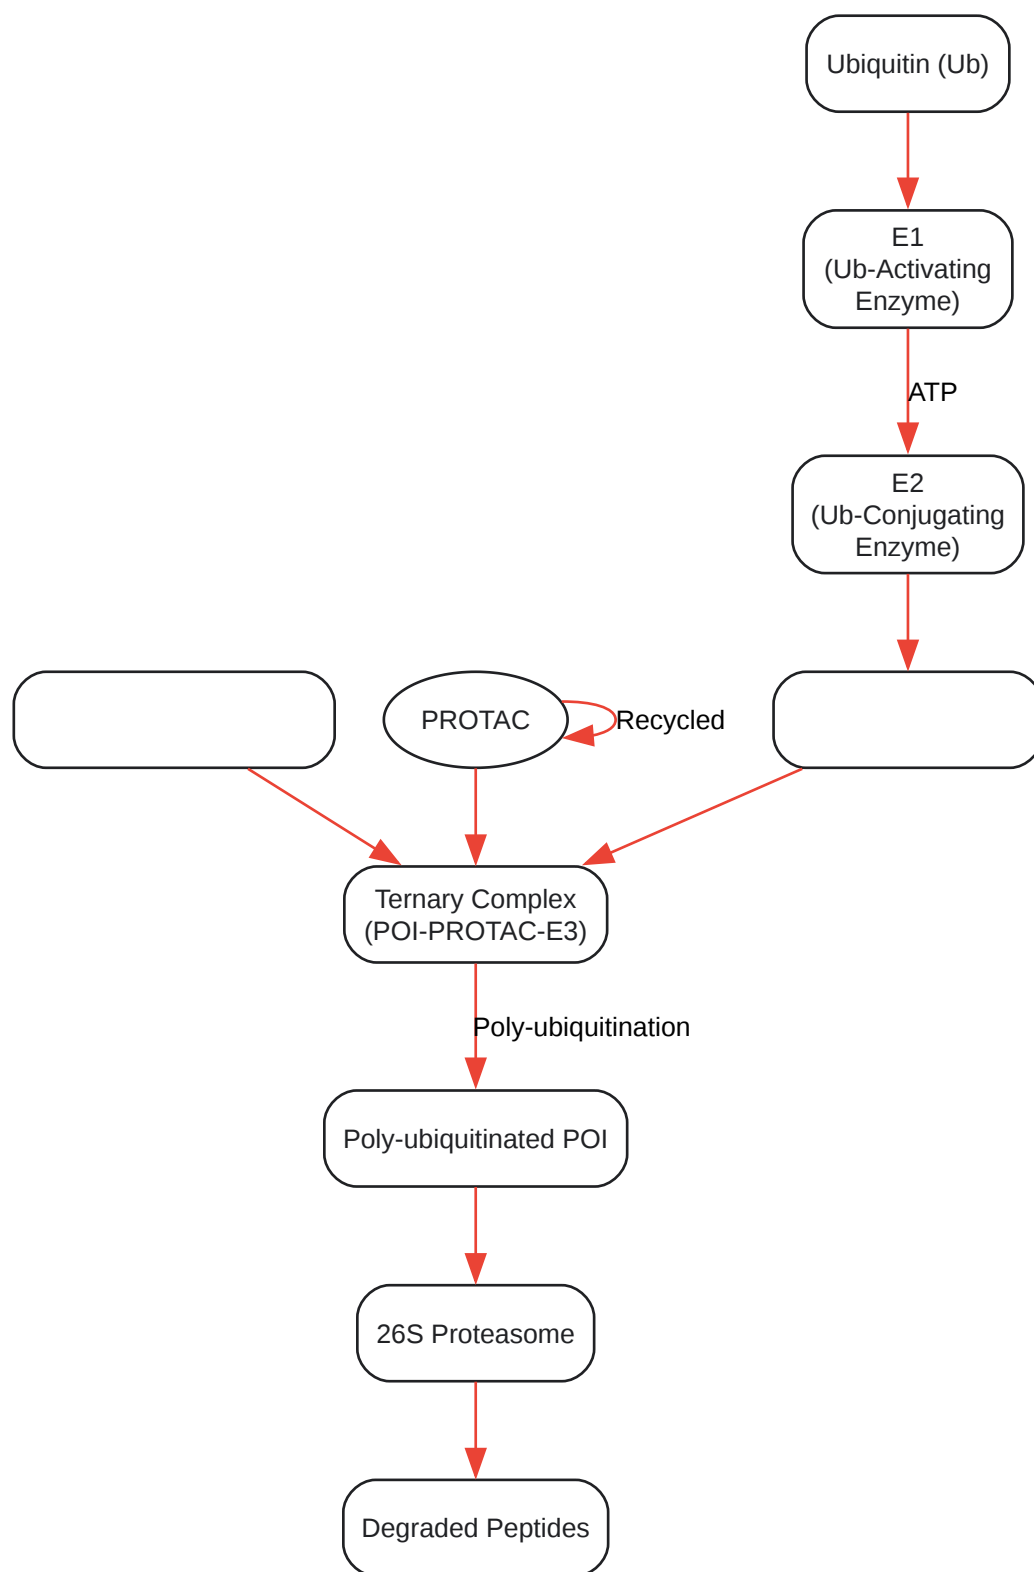 Ubiquitin (Ub)
E1
(Ub-Activating
Enzyme)
ATP
E2
(Ub-Conjugating
Enzyme)
PROTAC
Recycled
Ternary Complex
(POI-PROTAC-E3)
Poly-ubiquitination
Poly-ubiquitinated POI
26S Proteasome
Degraded Peptides